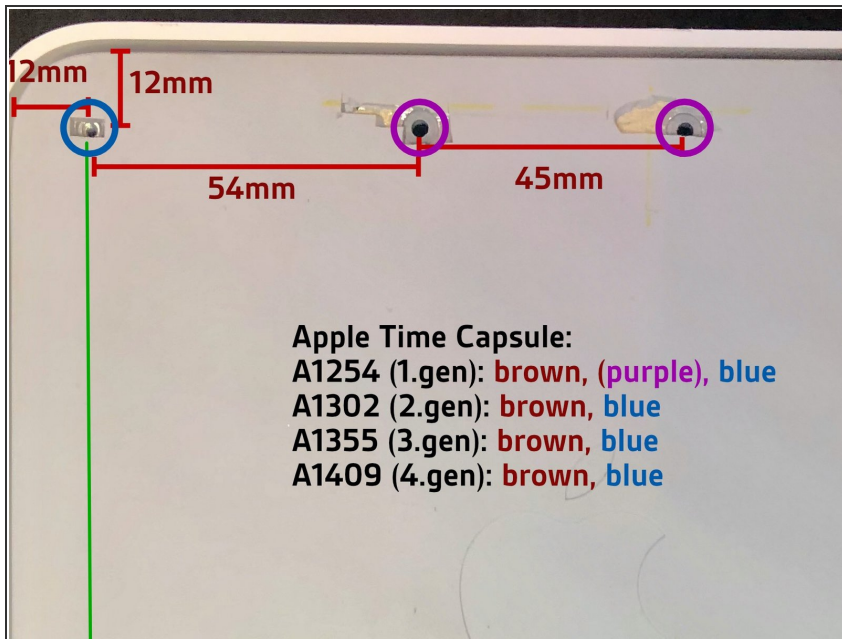 12mm
12mm
54mm
45mm
Apple Time Capsule:
A1254 (1.gen): brown, (purple), blue
A1302 (2.gen): brown, blue
A1355 (3.gen): brown, blue
A1409 (4.gen): brown, blue